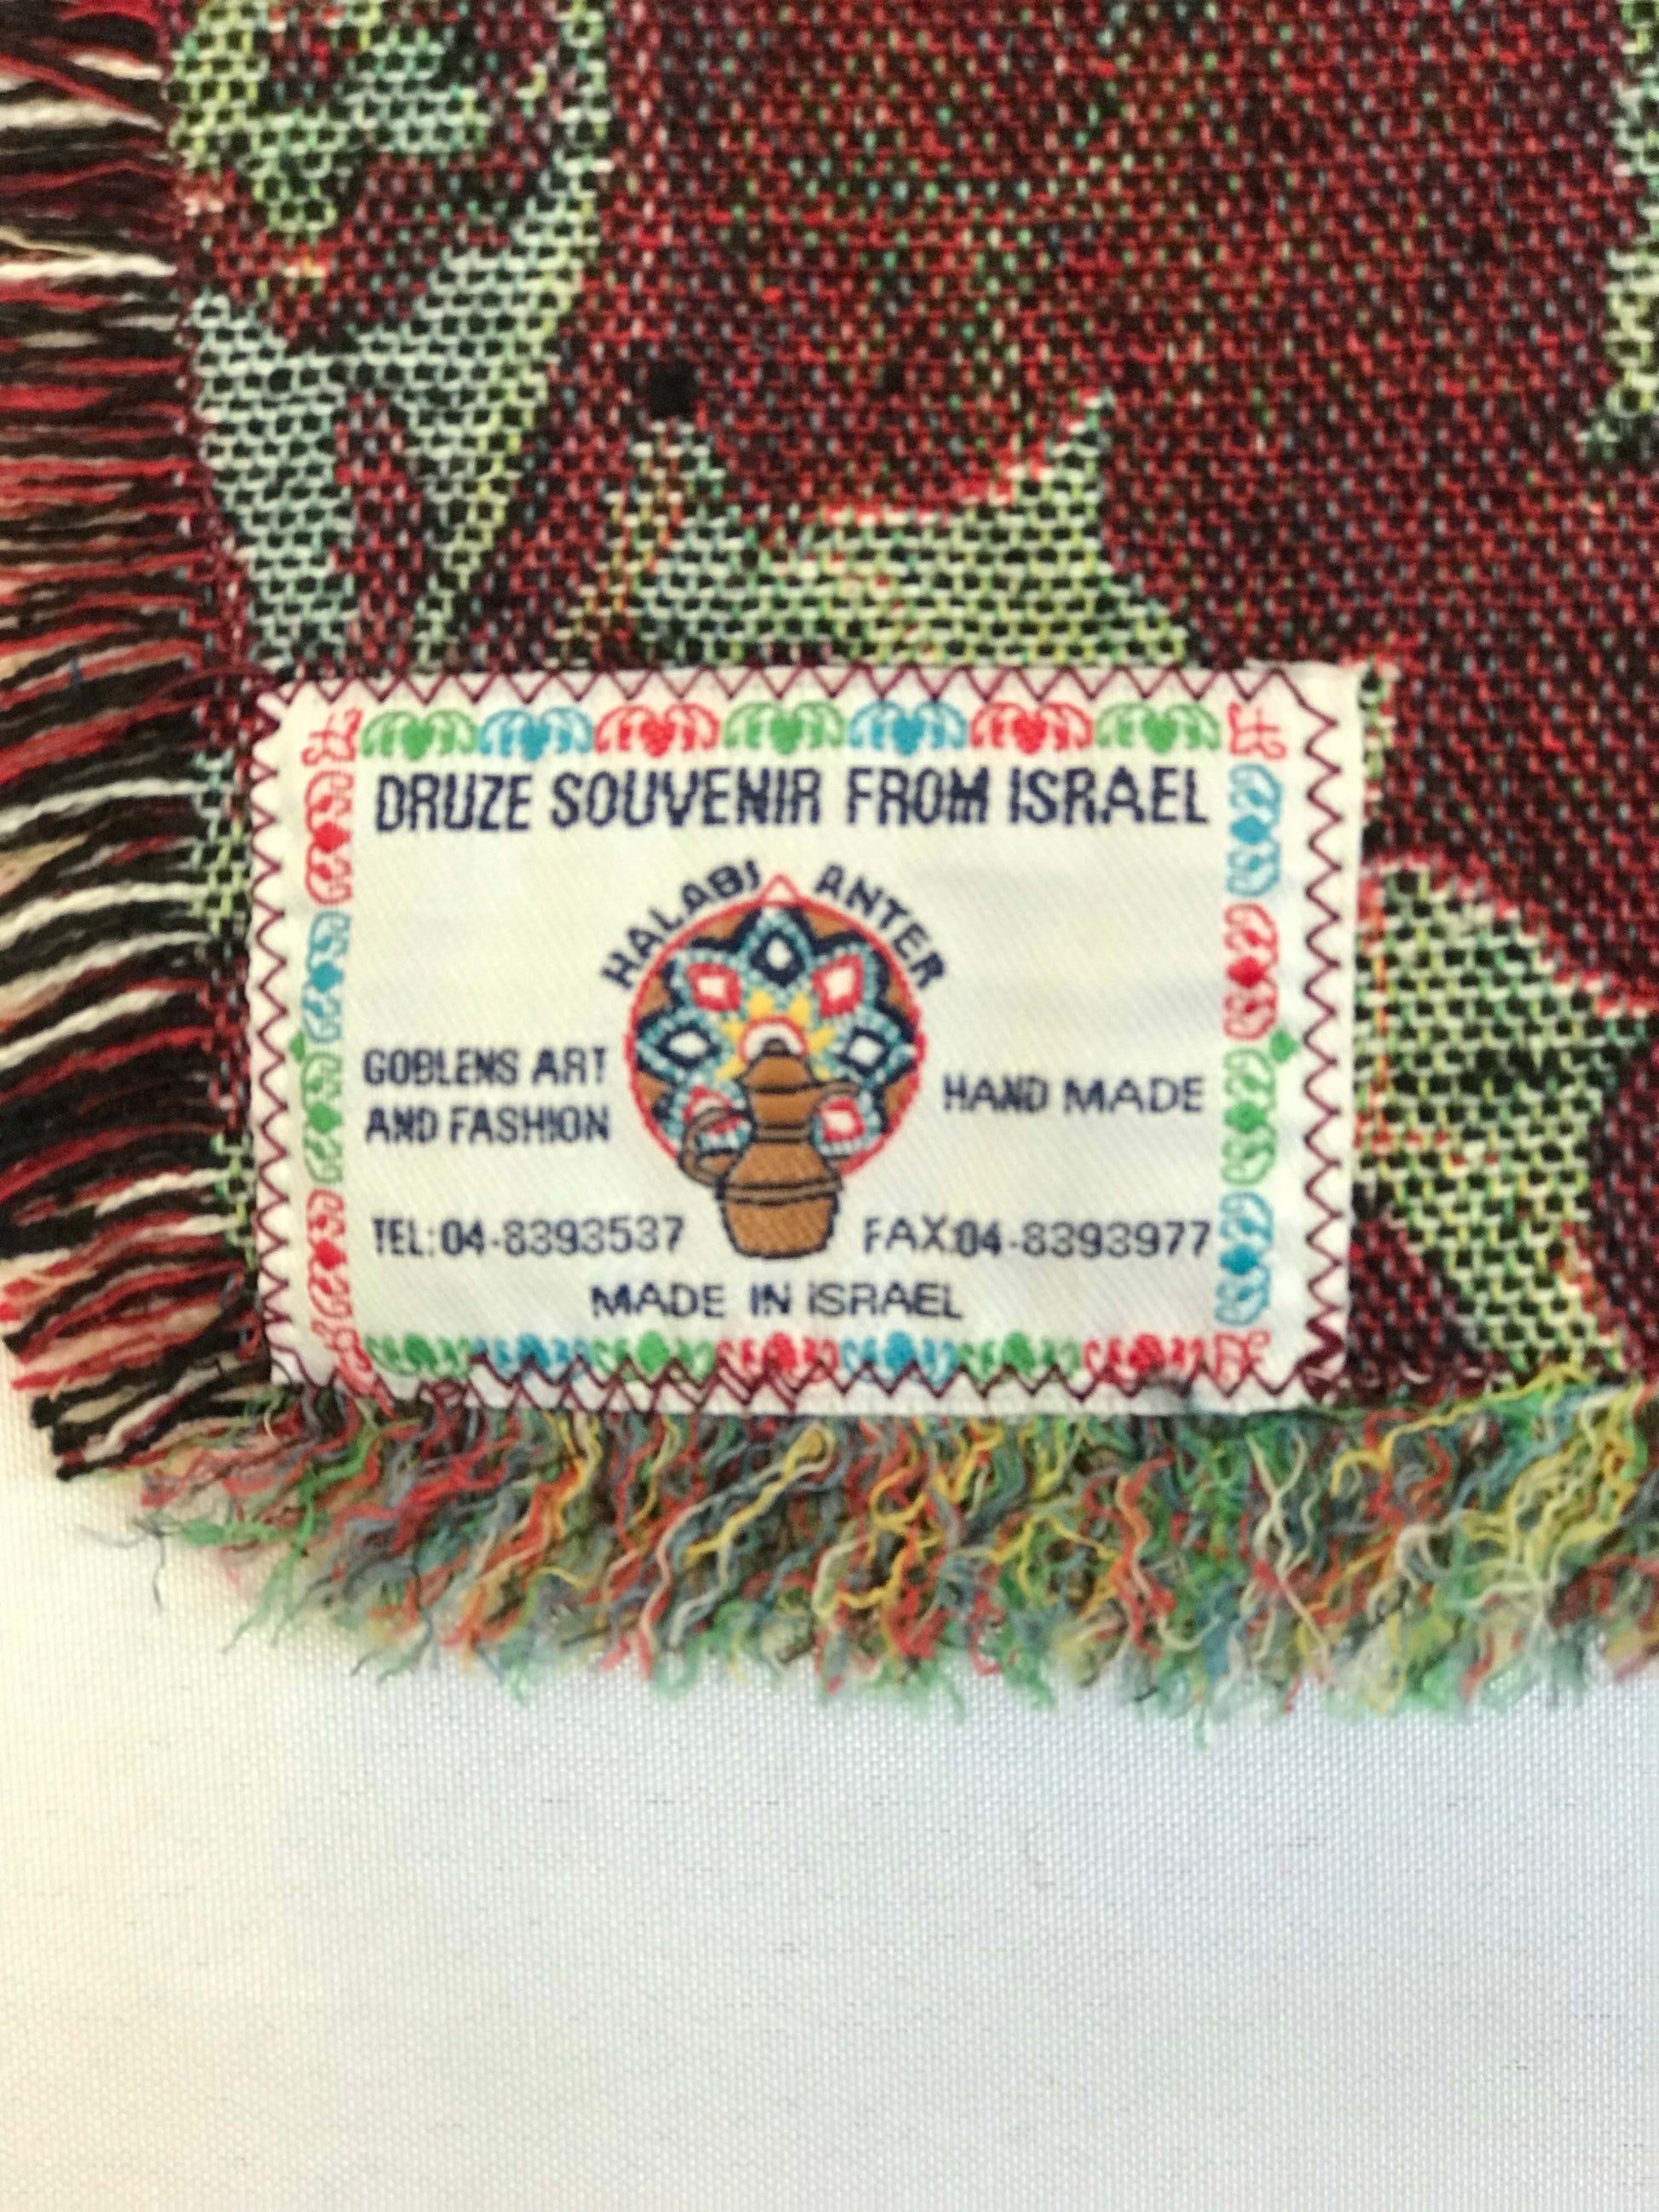 DRUZE SOUVENIR FROM ISRAEL
HALABI ANTER
GOBLENS ART
AND FASHION
HAND MADE
TEL:04-8393537
FAX:04-8393977
MADE IN iSRAEL